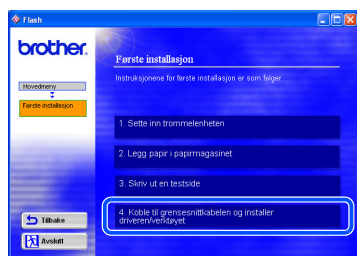 Flash
brother.
Hovedmeny
Første installasjon
Første installasjon
Instruksjonene for første installasjon er som følger
1. Sette inn trommelenheten
2. Legg papir i papirmagasinet
3. Skriv ut en testside
4. Koble til grensesnittkabelen og installer
driveren/verktøyet
Tilbake
Avslutt